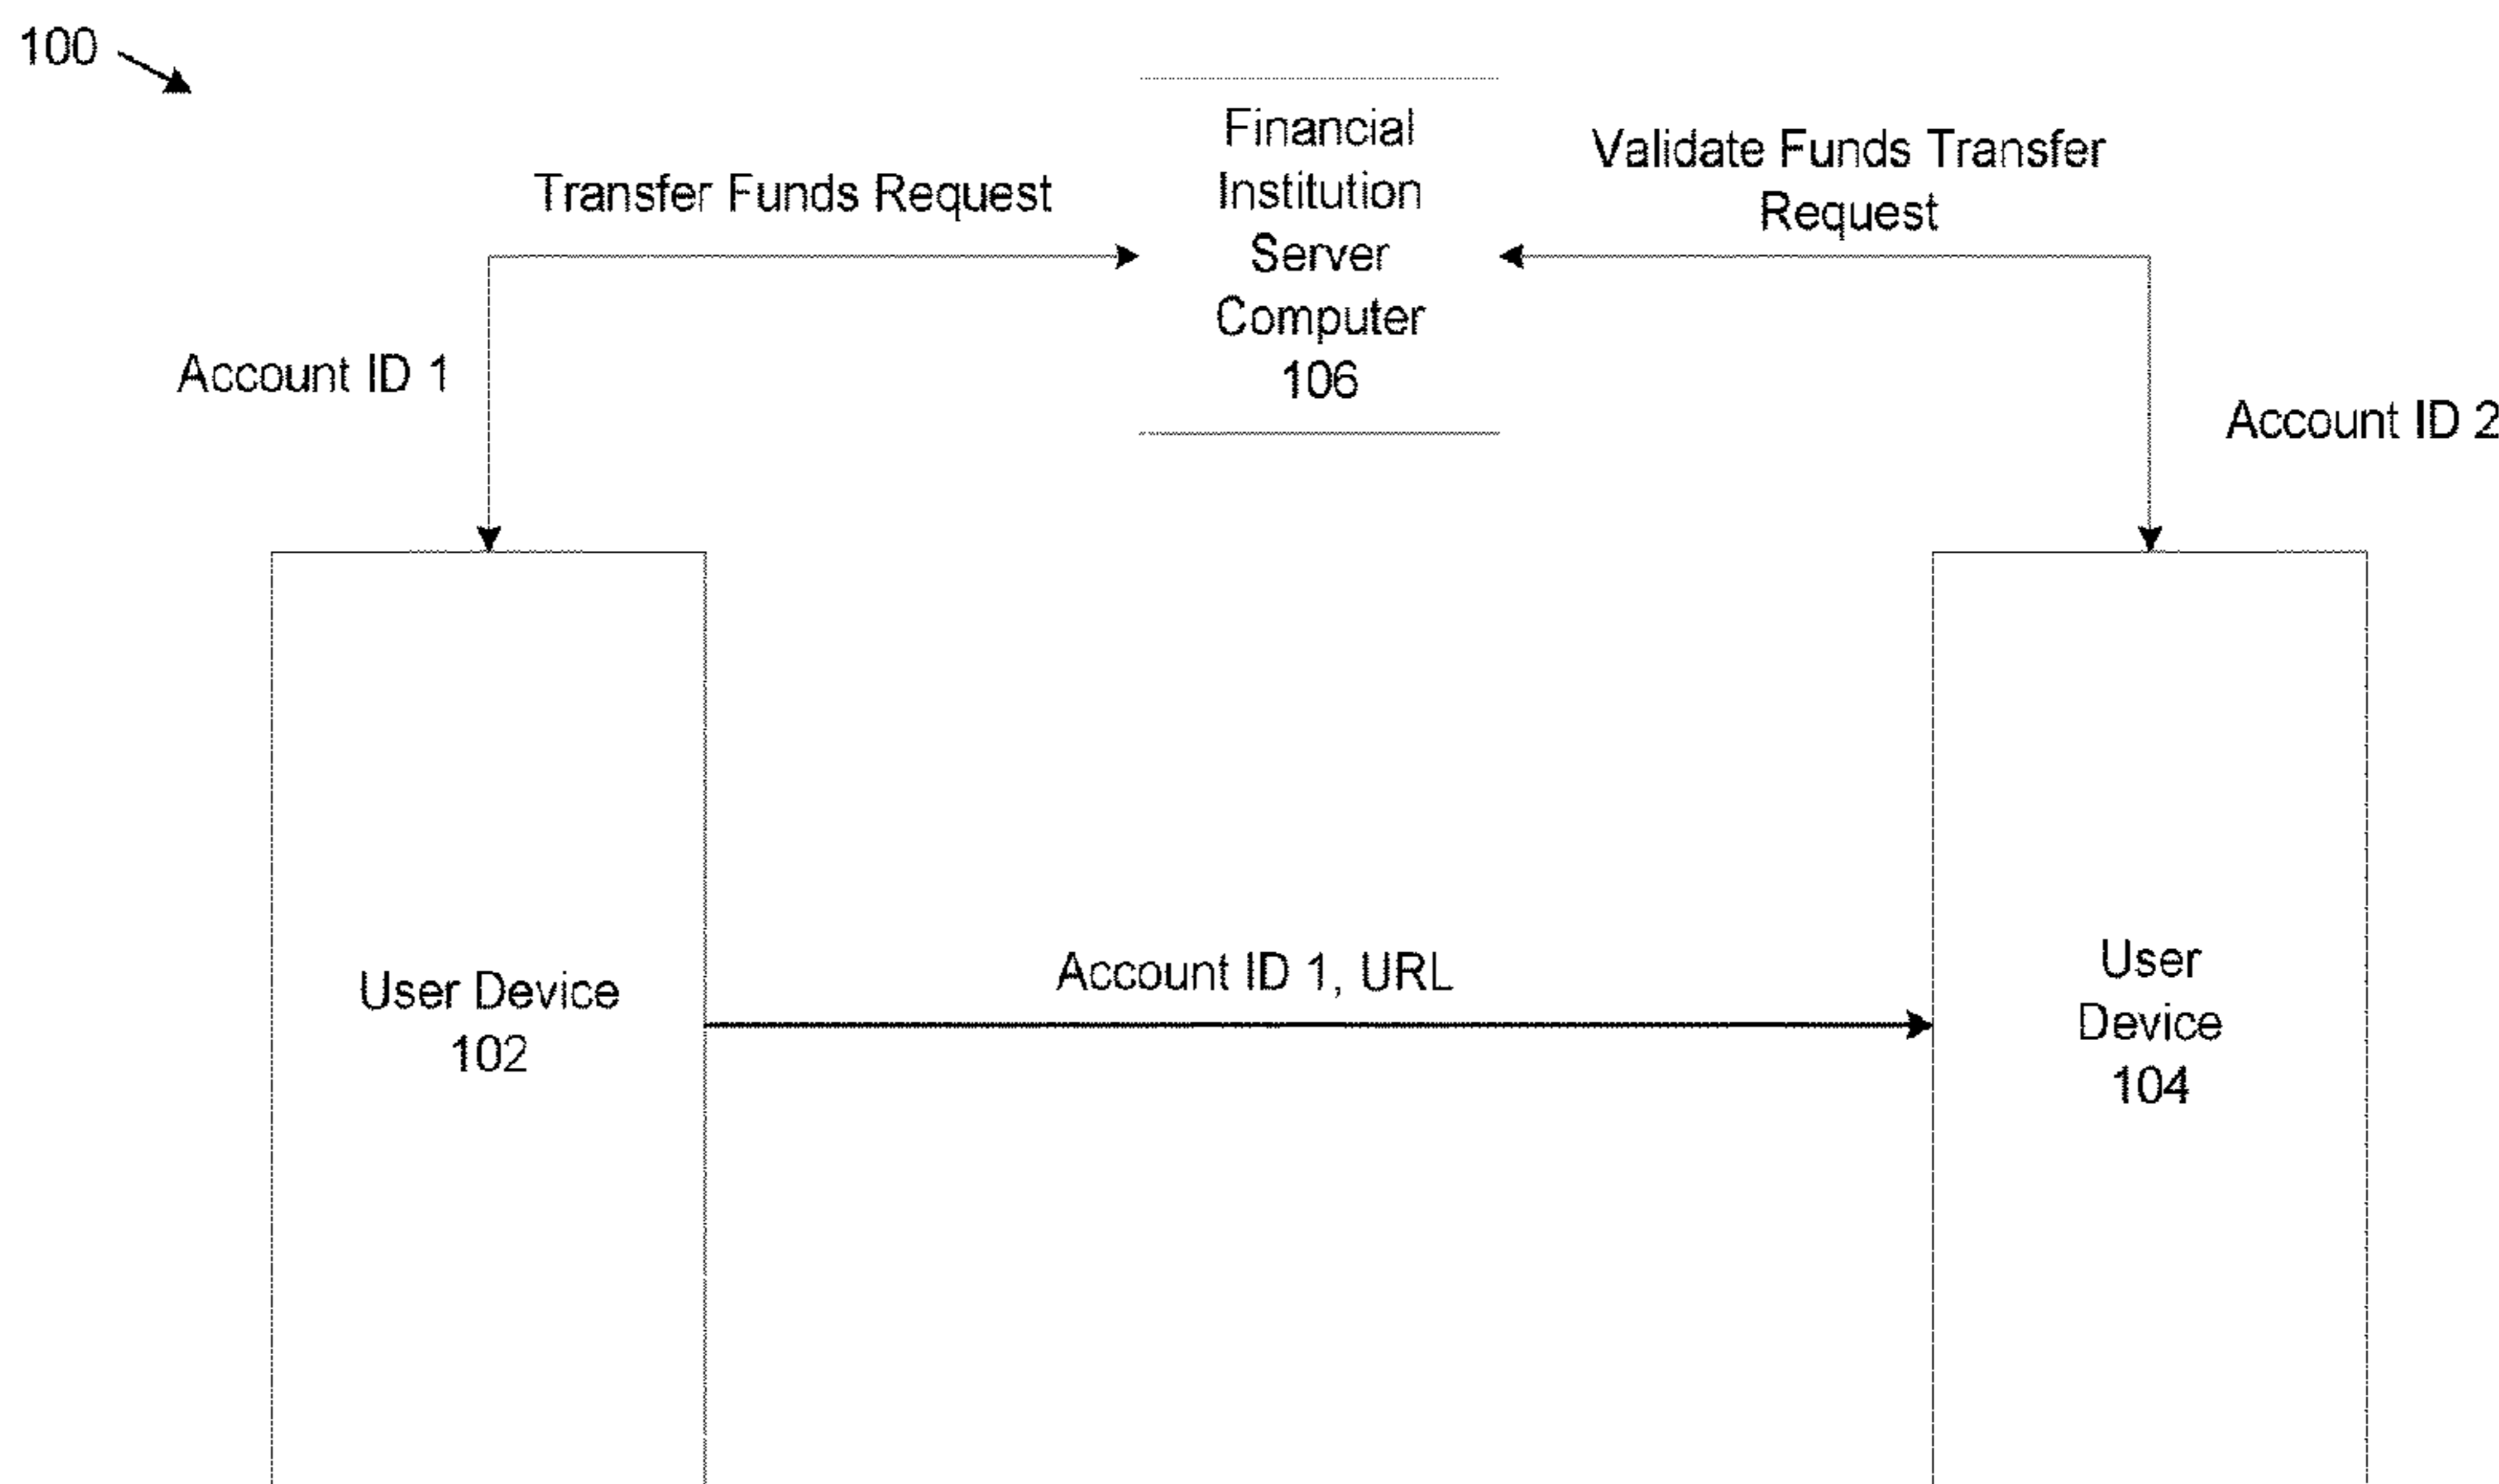 100
Financial
Institution
Server
Computer
106
Transfer Funds Request
Validate Funds Transfer
Request
Account ID 1
Account ID 2
Account ID 1, URL
User Device
102
User
Device
104